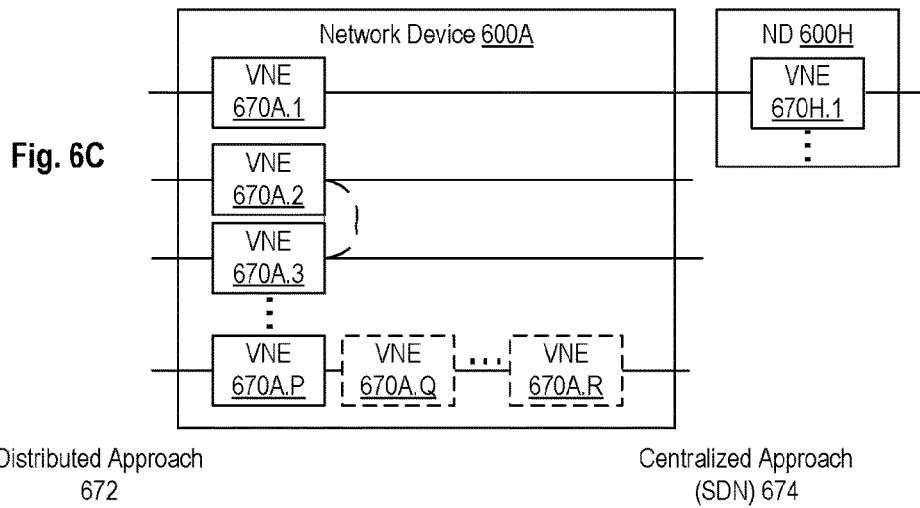 Network Device 600A
ND 600H
VNE
670A.1
VNE
670H.1
Fig. 6C
VNE
670A.2
VNE
670A.3
VNE
670A.P
VNE
670A.Q
VNE
670A.R
Distributed Approach
672
Centralized Approach
(SDN) 674